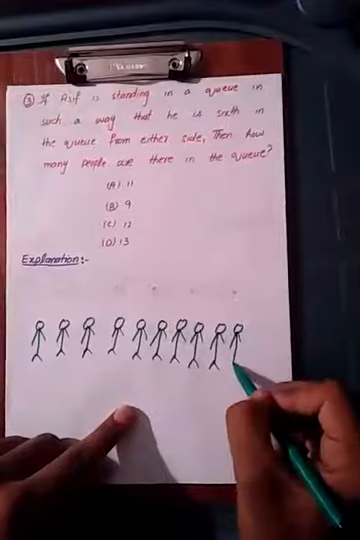 ③ If Asif is standing in a queue in
such a way that he is sixth in
the queue from either side, Then how
many people are there in the queue?
(A) 11
(B) 9
(C) 12
(D) 13
Explanation:-